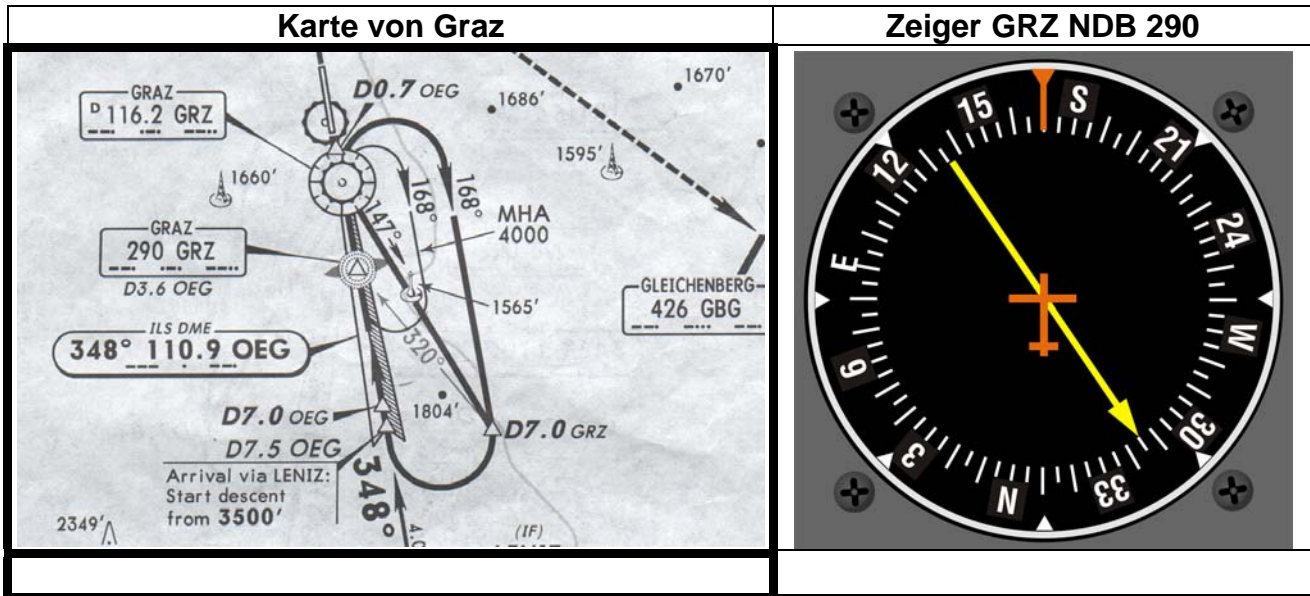 Karte von Graz
Zeiger GRZ NDB 290
GRAZ
D 116.2 GRZ
D0.7 OEG
1670'
1686'
1595'
1660'
168°
168°
147°
MHA
4000
GRAZ
290 GRZ
D3.6 OEG
1565'
GLEICHENBERG
426 GBG
ILS DME
348° 110.9 OEG
320°
1804'
D7.0 OEG
D7.5 OEG
D7.0 GRZ
Arrival via LENIZ:
Start descent
from 3500'
348°
2349'
(IF)
12
15
S
21
24
W
30
33
N
3
6
E